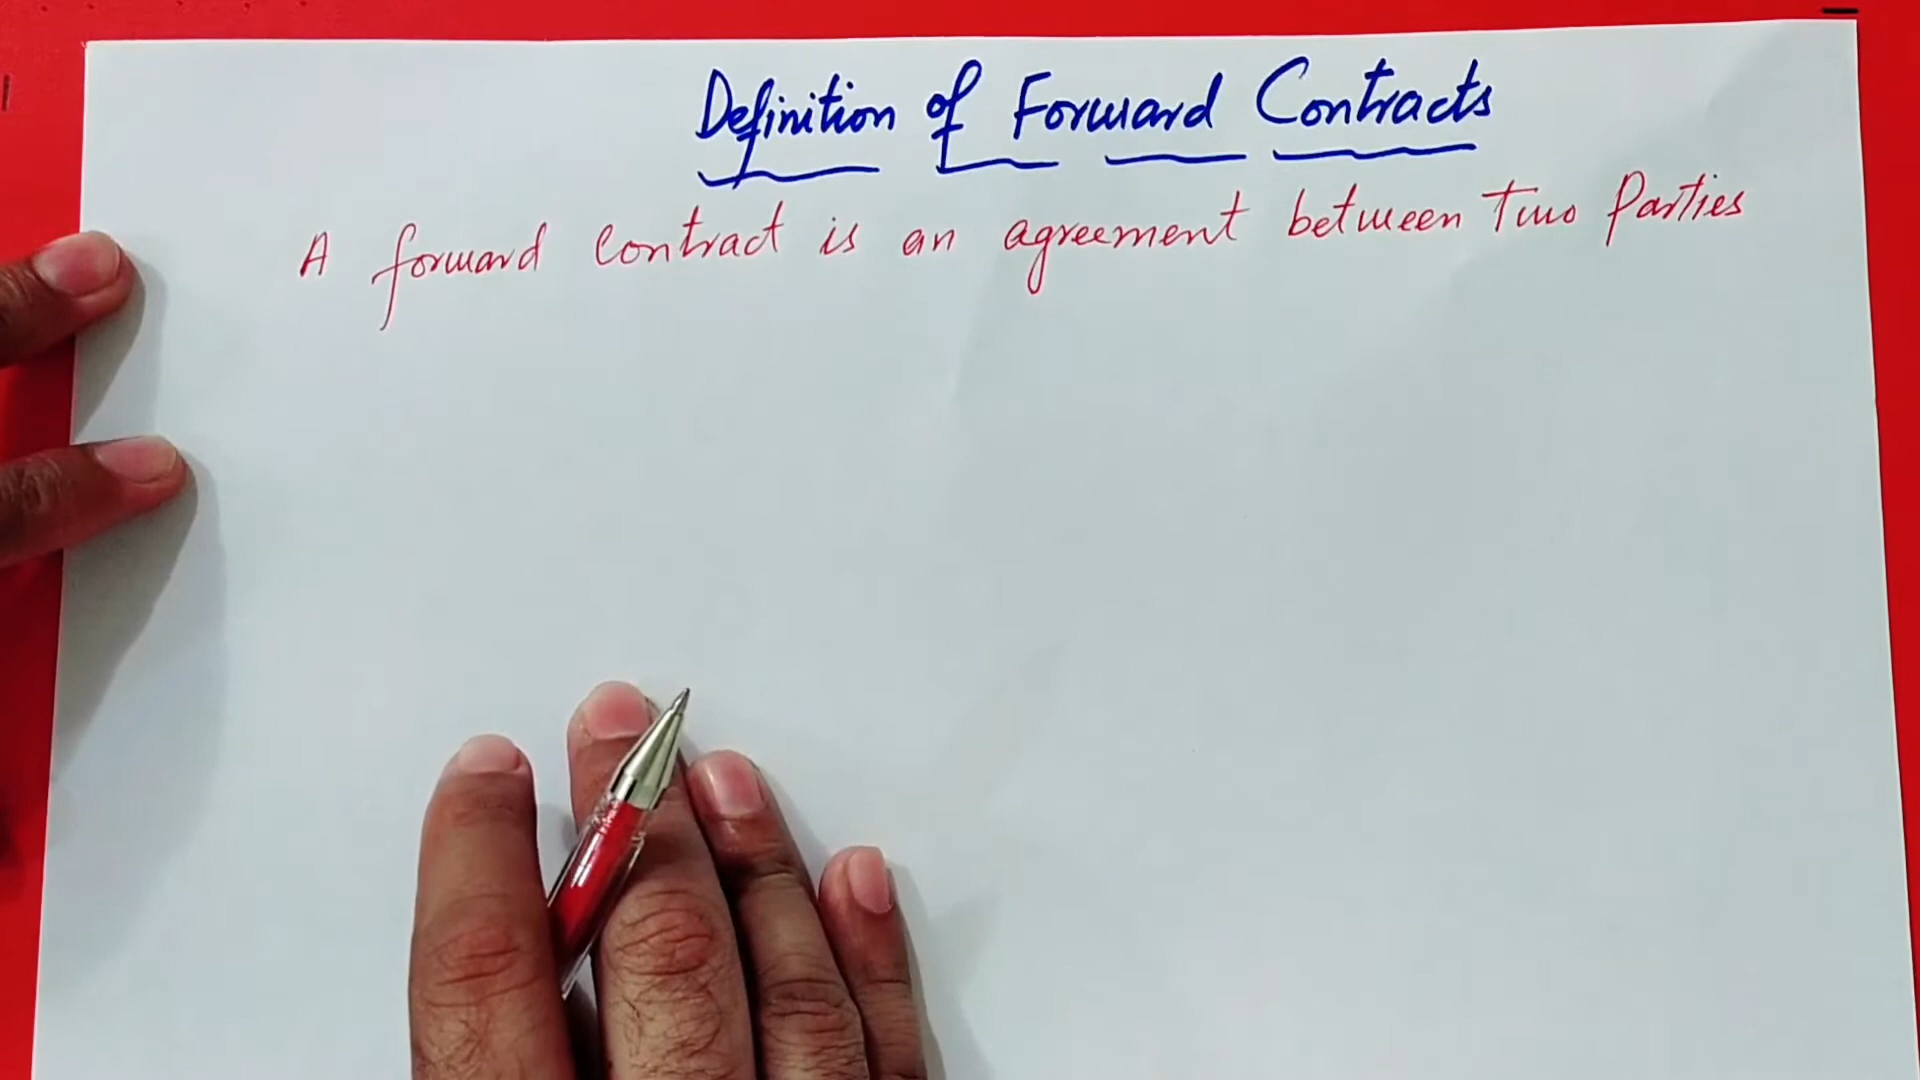 Definition of Forward Contracts
A forward Contract is an agreement between Two Parties